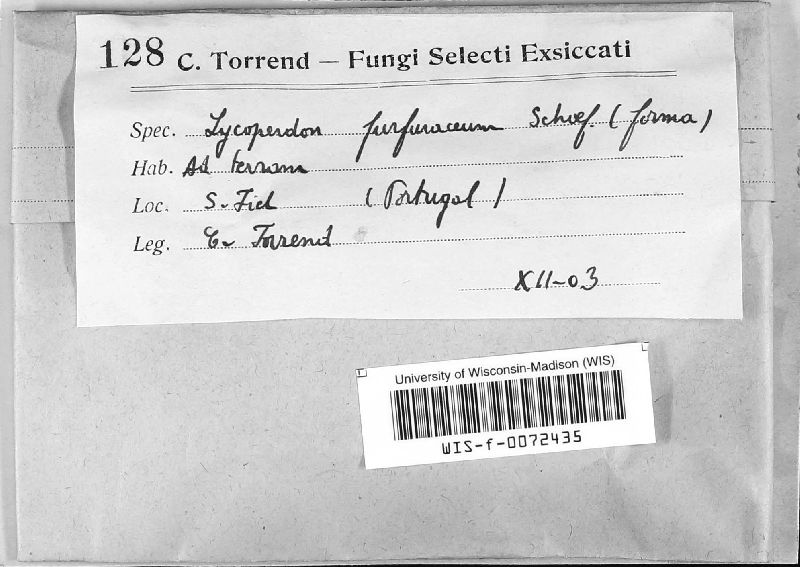 128 C. Torrend — Fungi Selecti Exsiccati
Spec. Lycoperdon furfuraceum Schaef. (forma)
Hab. Ad terram
Loc. S. Fiel (Portugal)
Leg. C. Torrend
XII-03
University of Wisconsin-Madison (WIS)
WIS-f-0072435